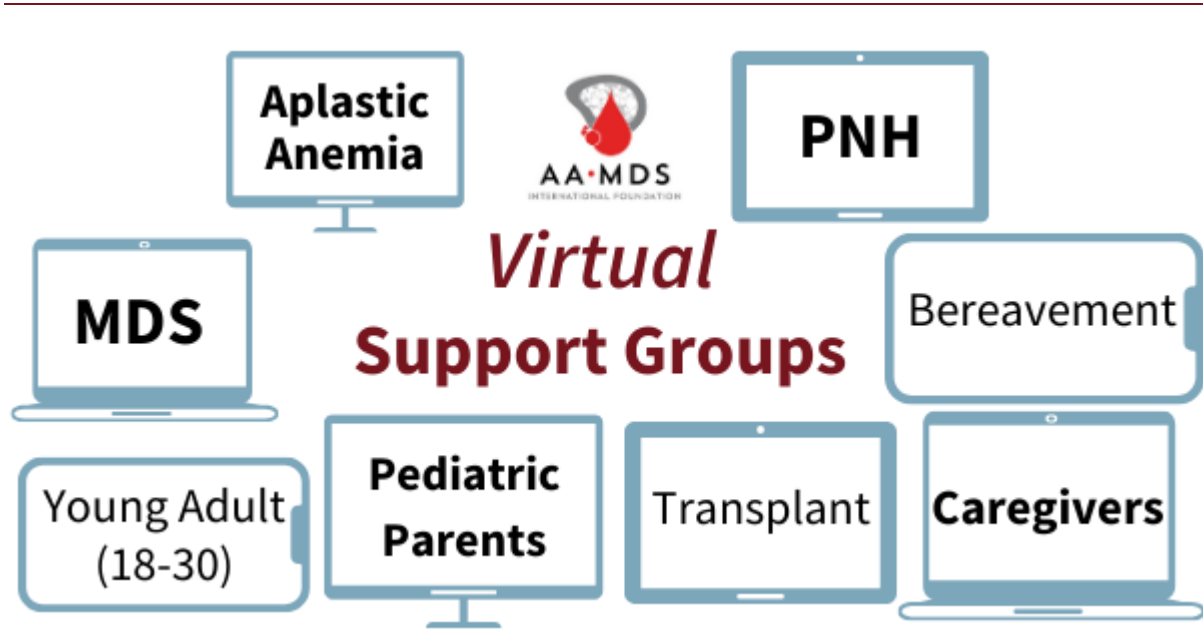 Aplastic
Anemia
AA•MDS
INTERNATIONAL FOUNDATION
PNH
Virtual
Support Groups
MDS
Bereavement
Young Adult
(18-30)
Pediatric
Parents
Transplant
Caregivers